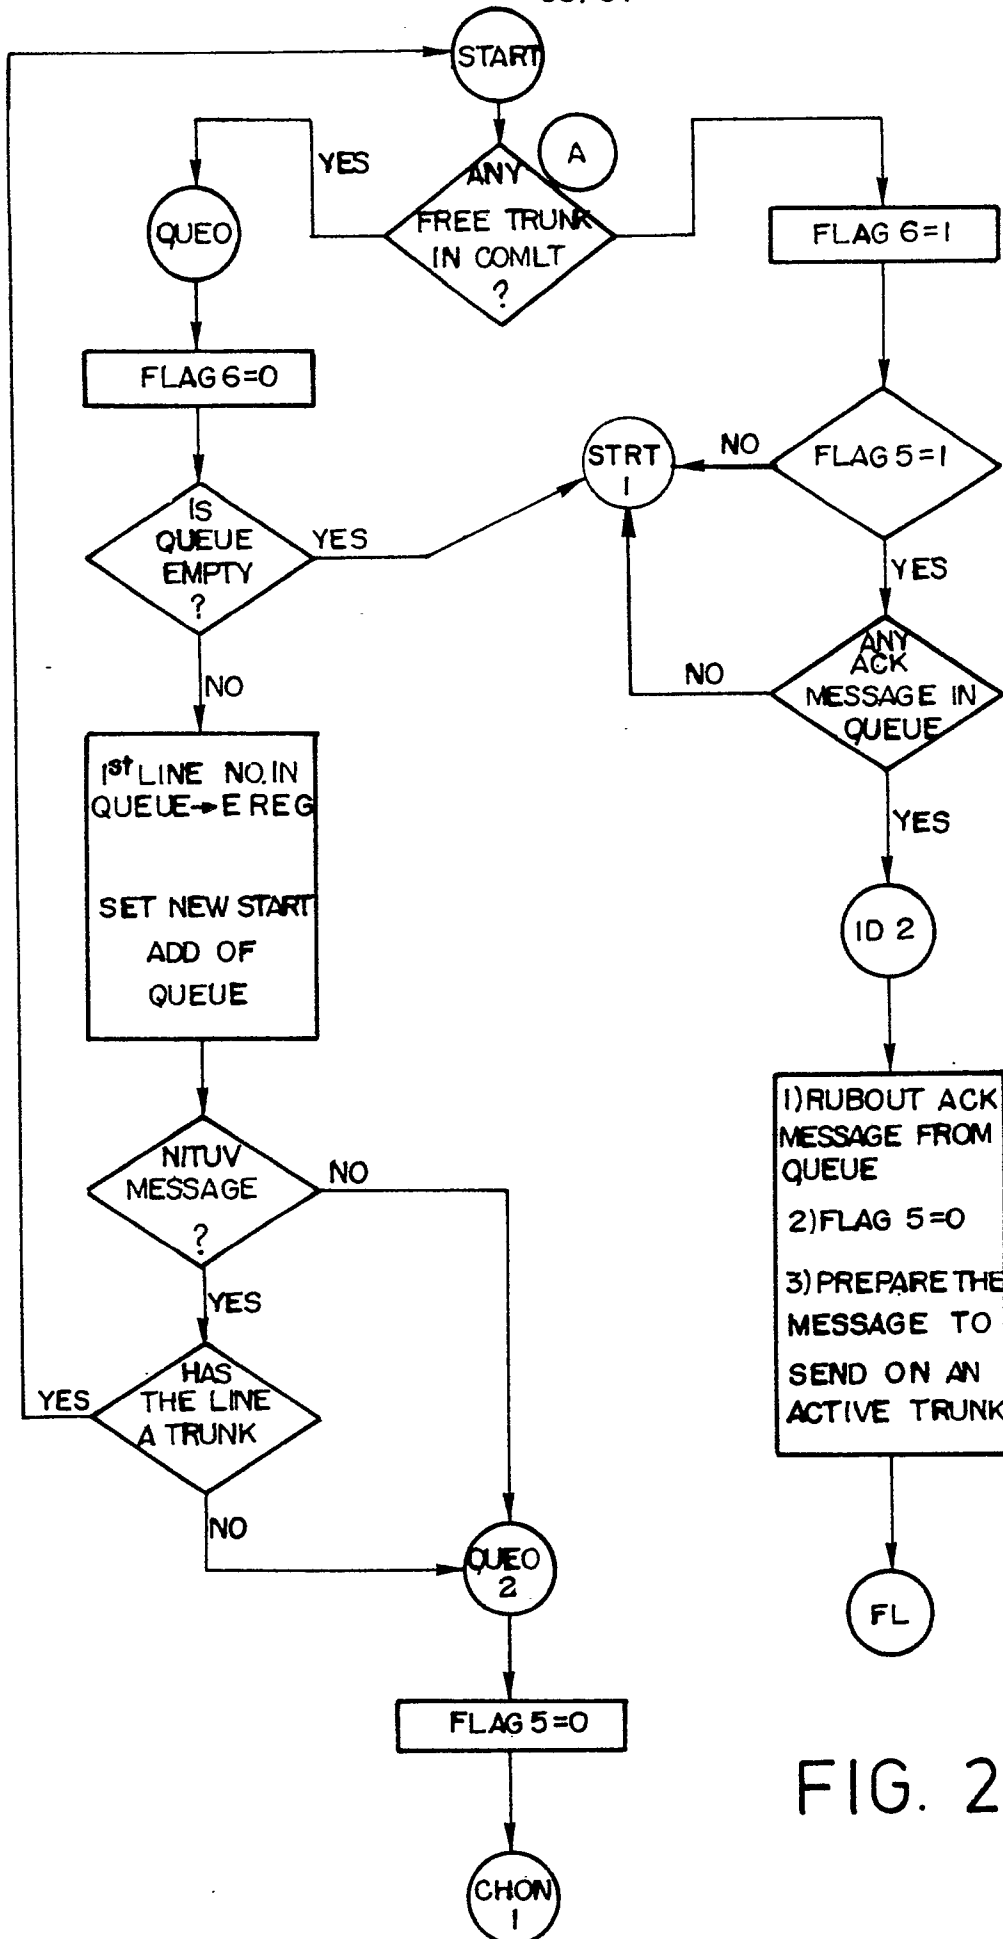 START
A
YES
ANY
FREE TRUNK
IN COMLT
?
QUEO
FLAG 6=1
FLAG 6=0
STRT
1
NO
FLAG 5=1
IS
QUEUE
EMPTY
?
YES
YES
NO
NO
ANY
ACK
MESSAGE IN
QUEUE
1st LINE NO. IN
QUEUE→E REG
SET NEW START
ADD OF
QUEUE
YES
ID 2
1) RUBOUT ACK
MESSAGE FROM
QUEUE
2) FLAG 5=0
3) PREPARE THE
MESSAGE TO
SEND ON AN
ACTIVE TRUNK
NITUV
MESSAGE
?
NO
YES
YES
HAS
THE LINE
A TRUNK
NO
QUEO
2
FL
FLAG 5=0
FIG. 2
CHON
1